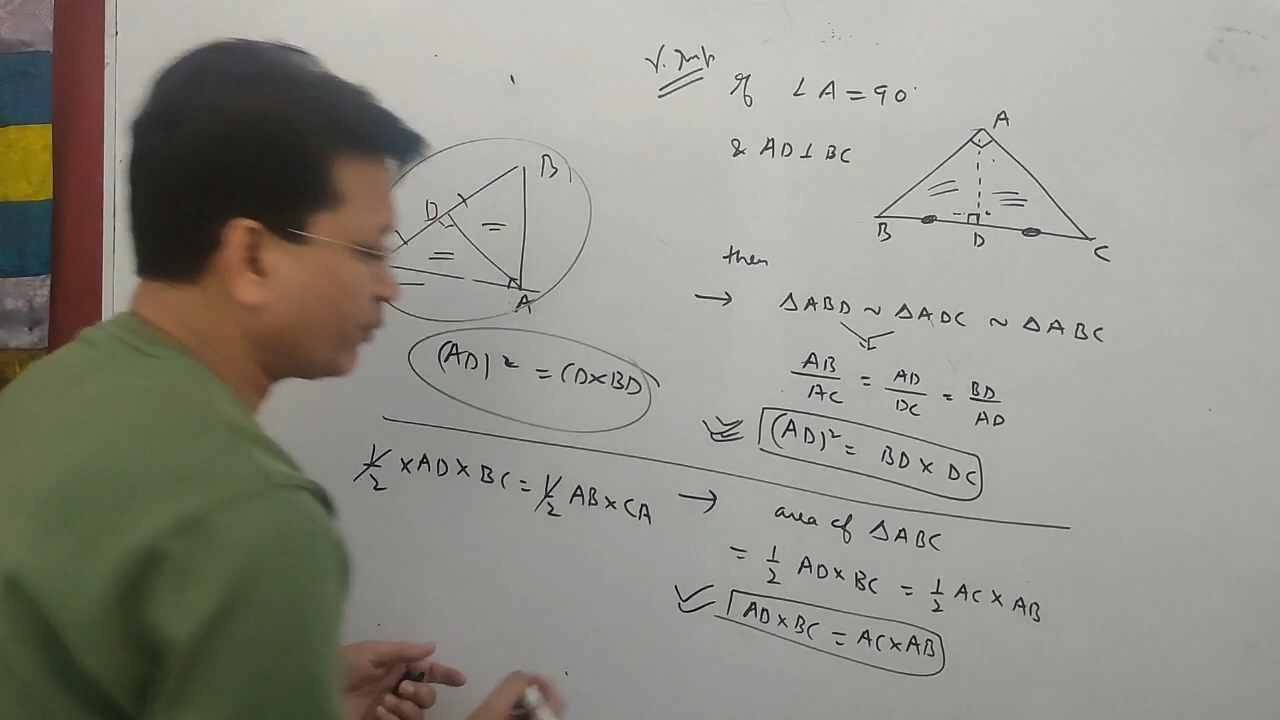 V. Imp
If ∠A = 90°
& AD ⊥ BC
A
B
D
C
B
D
A
then
→ ΔABD ~ ΔADC ~ ΔABC
AB/AC = AD/DC = BD/AD
(AD)² = BD × DC
(AD)² = CD×BD
1/2 × AD × BC = 1/2 AB × CA
→ area of ΔABC
= 1/2 AD × BC = 1/2 AC × AB
AD × BC = AC × AB